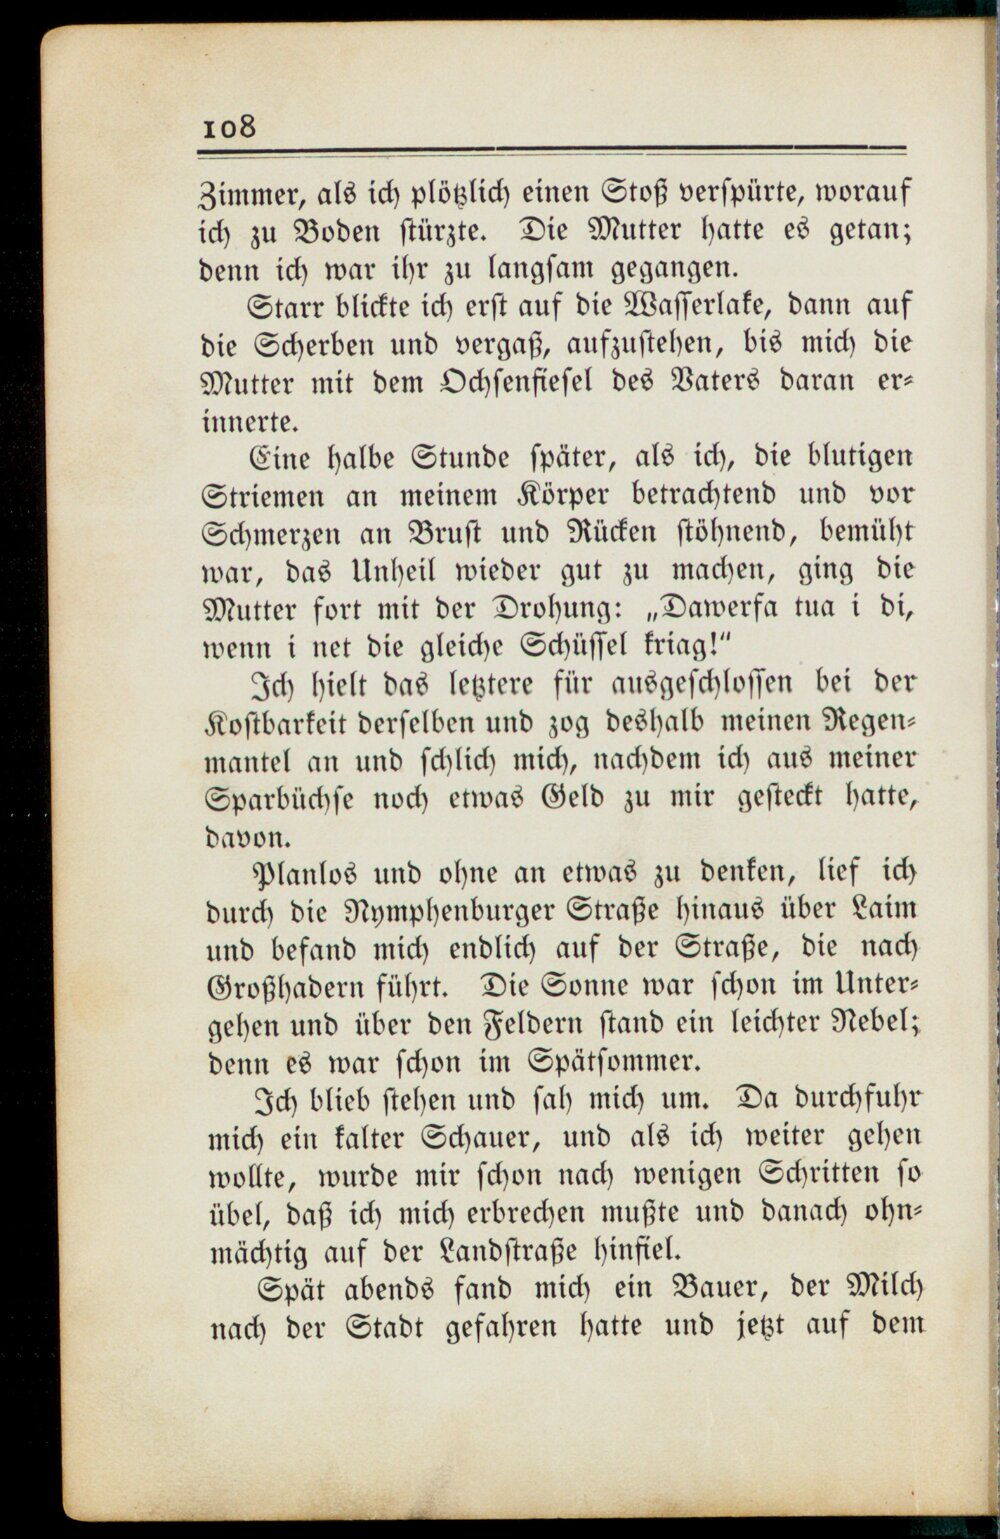 108
Zimmer, als ich plötzlich einen Stoß verspürte, worauf
ich zu Boden stürzte. Die Mutter hatte es getan;
denn ich war ihr zu langsam gegangen.
Starr blickte ich erst auf die Wasserlake, dann auf
die Scherben und vergaß, aufzustehen, bis mich die
Mutter mit dem Ochsenfiesel des Vaters daran er-
innerte.
Eine halbe Stunde später, als ich, die blutigen
Striemen an meinem Körper betrachtend und vor
Schmerzen an Brust und Rücken stöhnend, bemüht
war, das Unheil wieder gut zu machen, ging die
Mutter fort mit der Drohung: „Dawerfa tua i di,
wenn i net die gleiche Schüssel kriag!“
Ich hielt das letztere für ausgeschlossen bei der
Kostbarkeit derselben und zog deshalb meinen Regen-
mantel an und schlich mich, nachdem ich aus meiner
Sparbüchse noch etwas Geld zu mir gesteckt hatte,
davon.
Planlos und ohne an etwas zu denken, lief ich
durch die Nymphenburger Straße hinaus über Laim
und befand mich endlich auf der Straße, die nach
Großhadern führt. Die Sonne war schon im Unter-
gehen und über den Feldern stand ein leichter Nebel;
denn es war schon im Spätsommer.
Ich blieb stehen und sah mich um. Da durchfuhr
mich ein kalter Schauer, und als ich weiter gehen
wollte, wurde mir schon nach wenigen Schritten so
übel, daß ich mich erbrechen mußte und danach ohn-
mächtig auf der Landstraße hinfiel.
Spät abends fand mich ein Bauer, der Milch
nach der Stadt gefahren hatte und jetzt auf dem